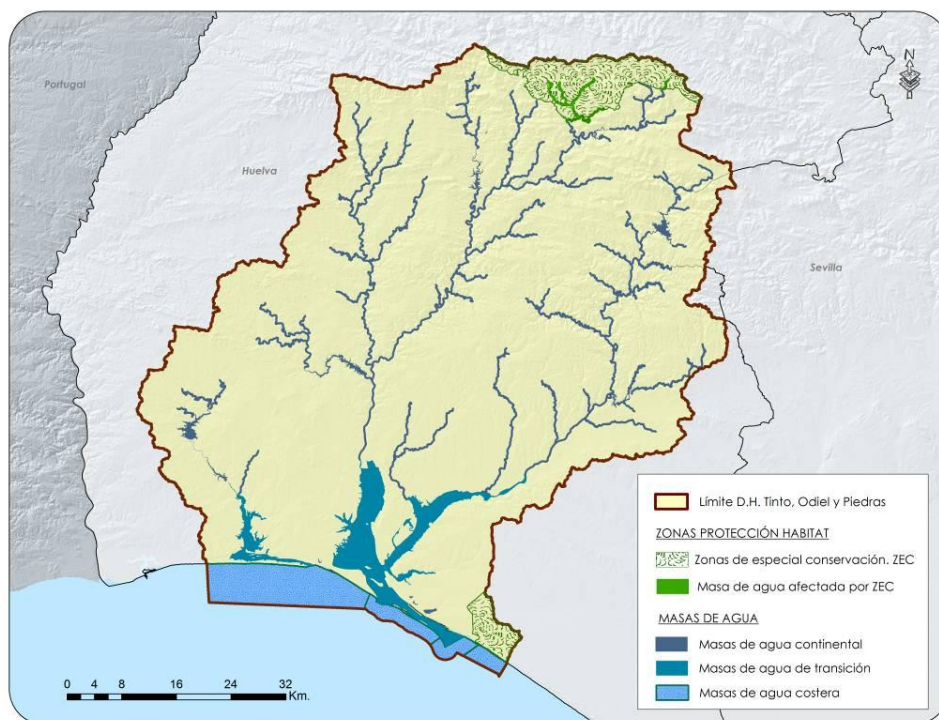 Portugal
N
Huelva
Sevilla
Límite D.H. Tinto, Odiel y Piedras
ZONAS PROTECCIÓN HABITAT
Zonas de especial conservación. ZEC
Masa de agua afectada por ZEC
MASAS DE AGUA
Masas de agua continental
Masas de agua de transición
Masas de agua costera
0 4 8 16 24 32
Km.